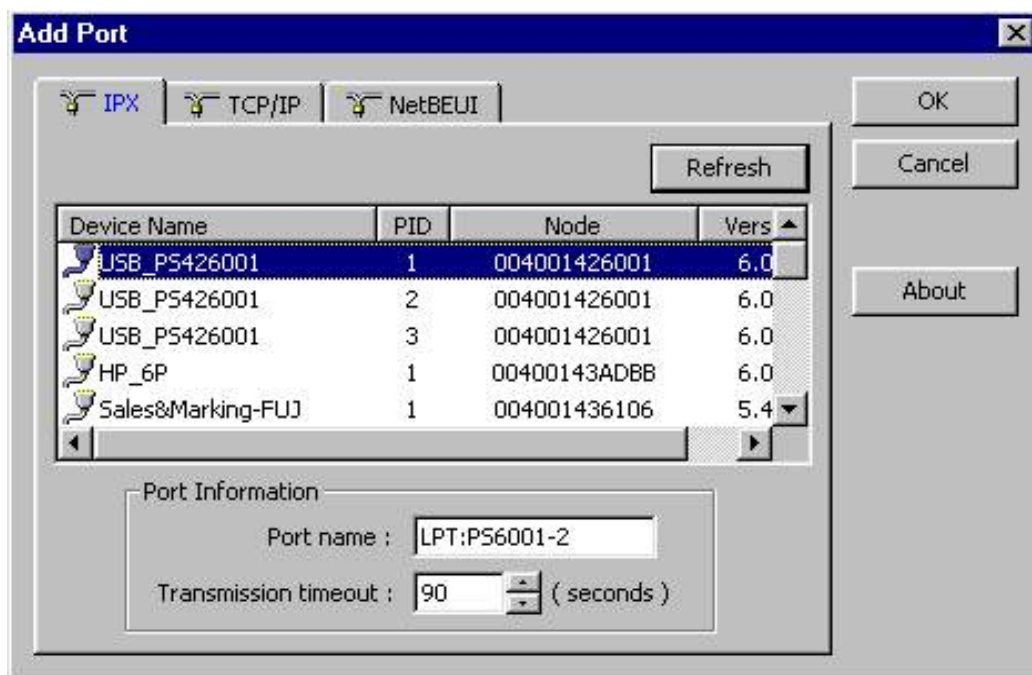 Add Port
IPX TCP/IP NetBEUI
OK
Refresh
Cancel
Device Name PID Node Vers
USB_PS426001 1 004001426001 6.0
USB_PS426001 2 004001426001 6.0
USB_PS426001 3 004001426001 6.0
HP_6P 1 00400143ADBB 6.0
Sales&Marking-FUJ 1 004001436106 5.4
About
Port Information
Port name : LPT:PS6001-2
Transmission timeout : 90 ( seconds )